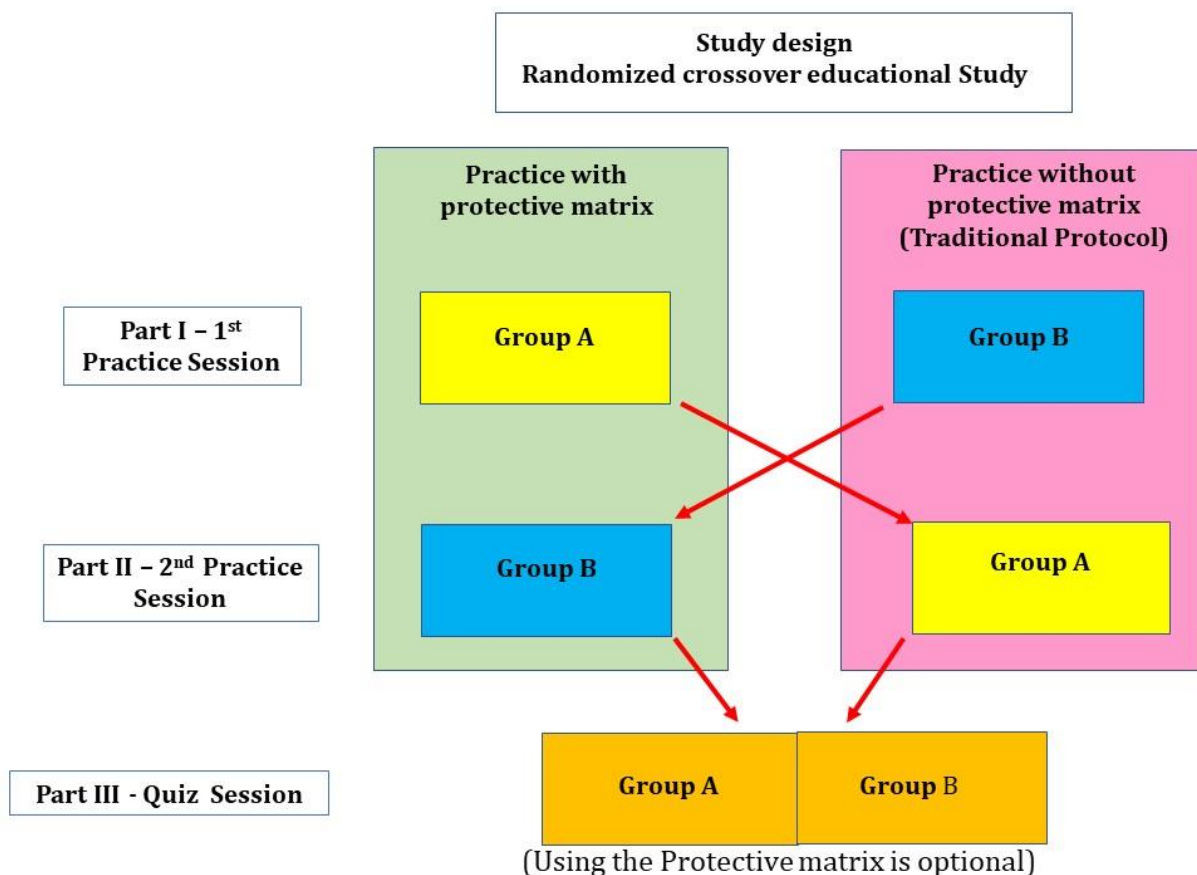 Study design
Randomized crossover educational Study
Practice with
protective matrix
Practice without
protective matrix
(Traditional Protocol)
Part I – 1st
Practice Session
Group A
Group B
Part II – 2nd Practice
Session
Group B
Group A
Part III - Quiz Session
Group A
Group B
(Using the Protective matrix is optional)